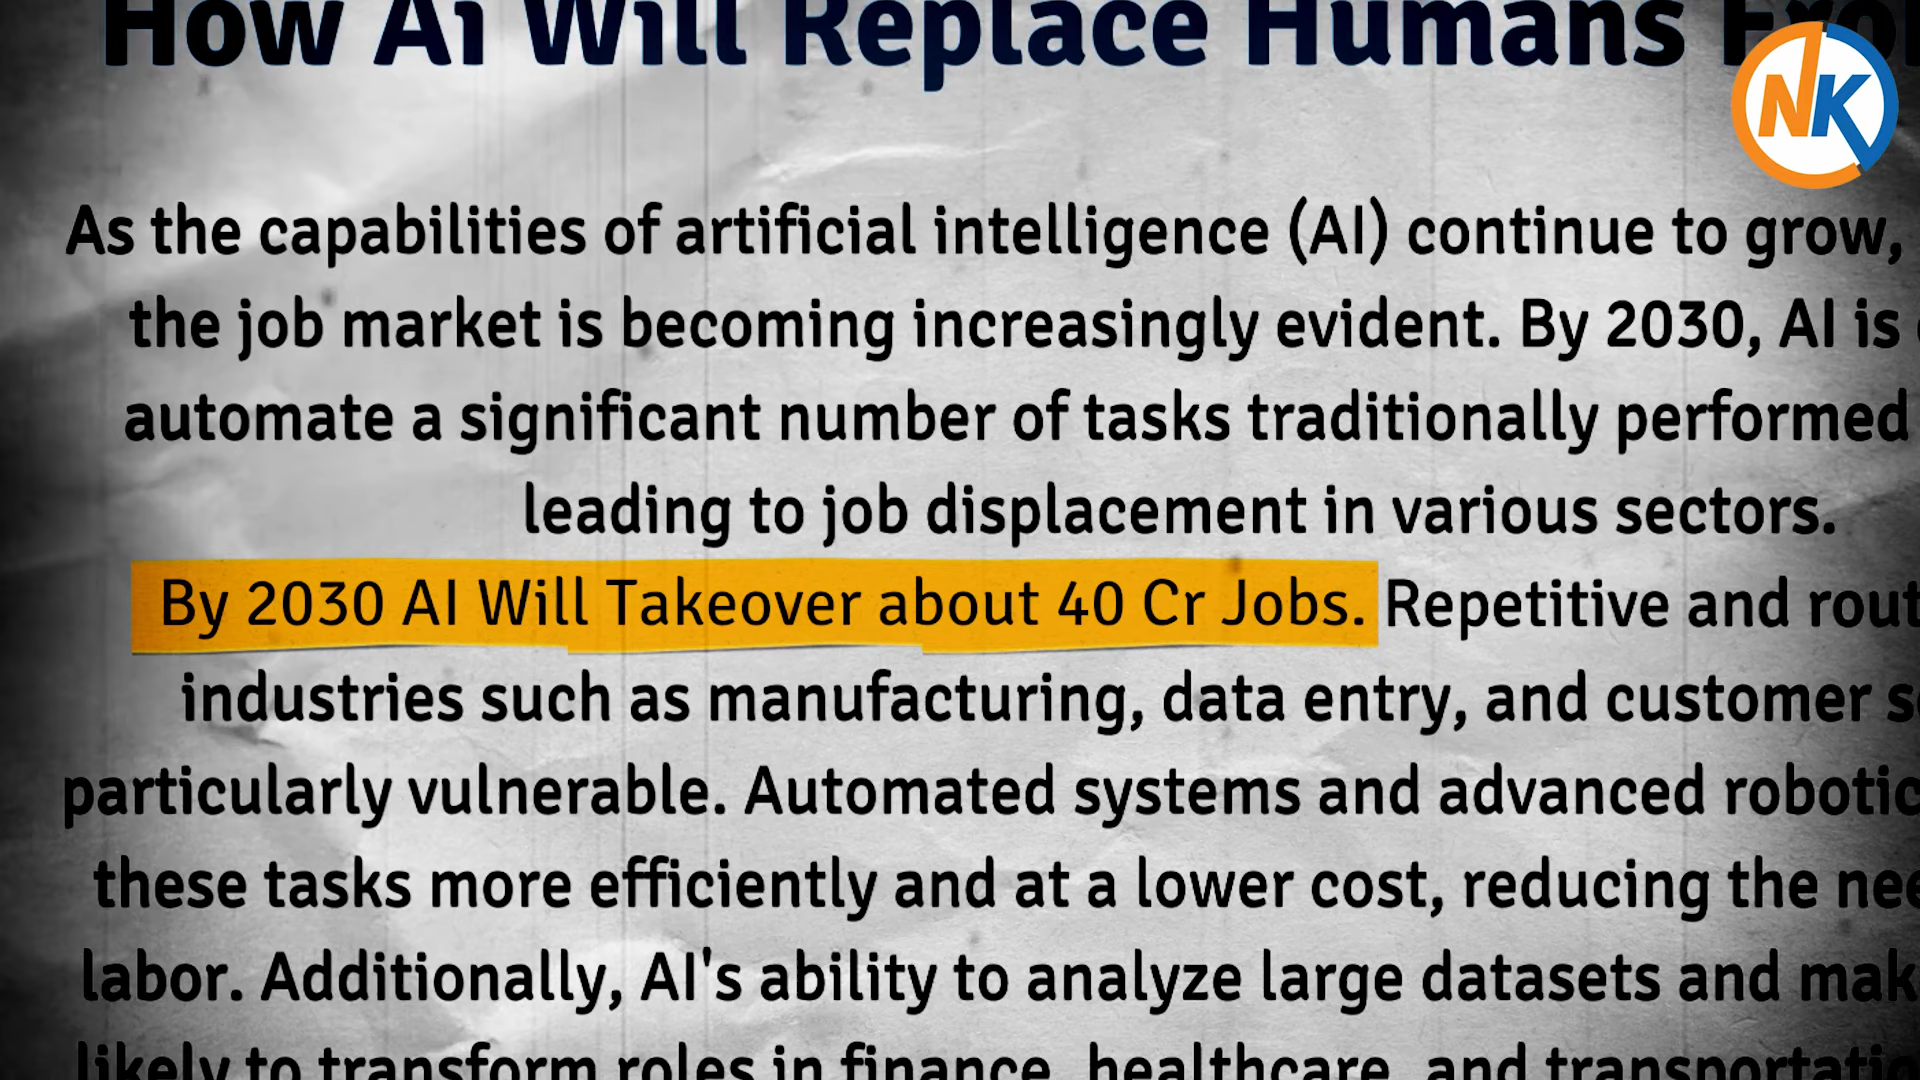 How Ai Will Replace Humans
NK
As the capabilities of artificial intelligence (AI) continue to grow,
the job market is becoming increasingly evident. By 2030, AI is
automate a significant number of tasks traditionally performed
leading to job displacement in various sectors.
By 2030 AI Will Takeover about 40 Cr Jobs. Repetitive and rout
industries such as manufacturing, data entry, and customer s
particularly vulnerable. Automated systems and advanced robotic
these tasks more efficiently and at a lower cost, reducing the nee
labor. Additionally, AI's ability to analyze large datasets and mak
likely to transform roles in finance, healthcare, and transportatio